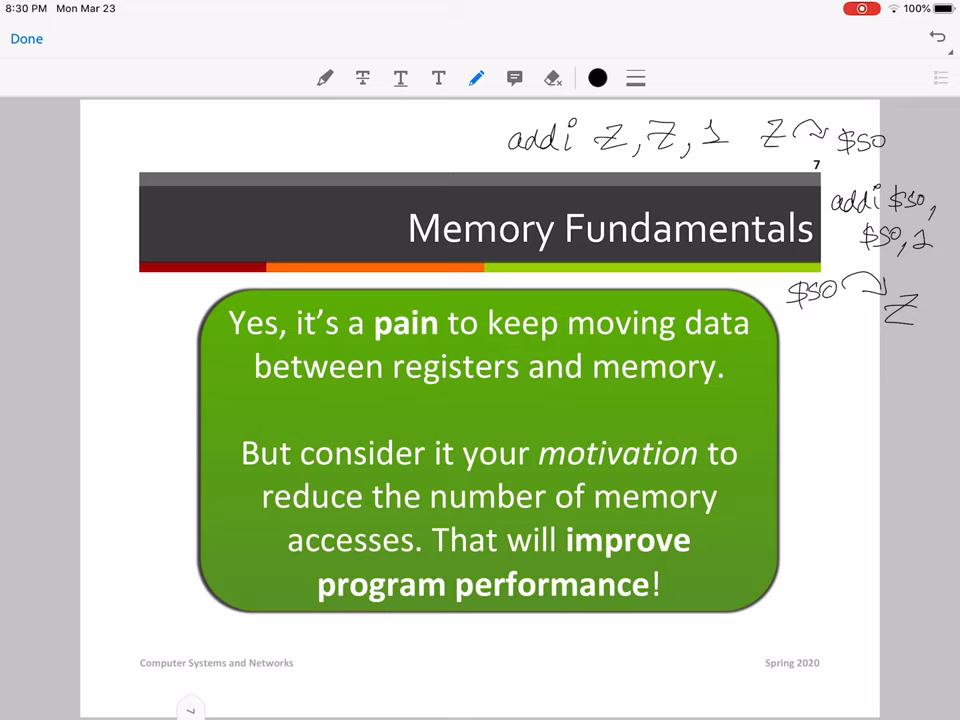 8:30 PM Mon Mar 23
100%
Done
addi Z, Z, 1 Z $s0
7
addi $s0,
$s0, 1
Memory Fundamentals
$s0
Z
Yes, it’s a pain to keep moving data
between registers and memory.
But consider it your motivation to
reduce the number of memory
accesses. That will improve
program performance!
Computer Systems and Networks
Spring 2020
7